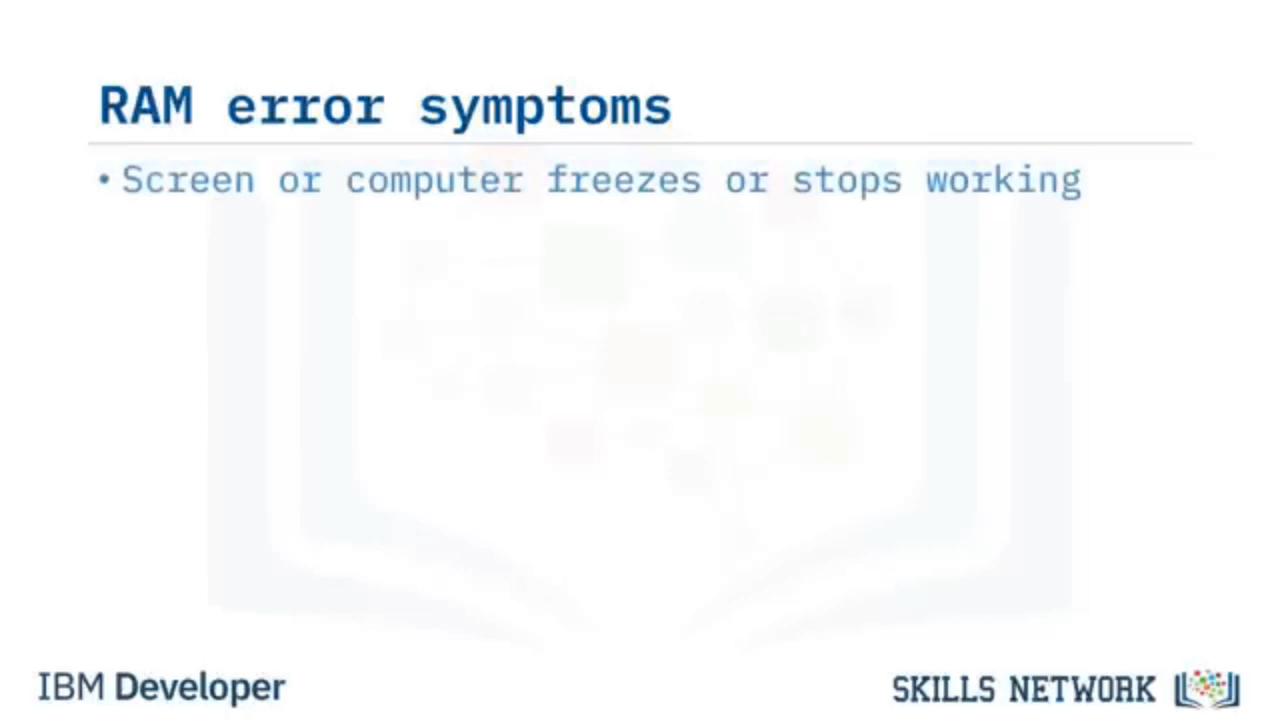 RAM error symptoms
• Screen or computer freezes or stops working
IBM Developer
SKILLS NETWORK